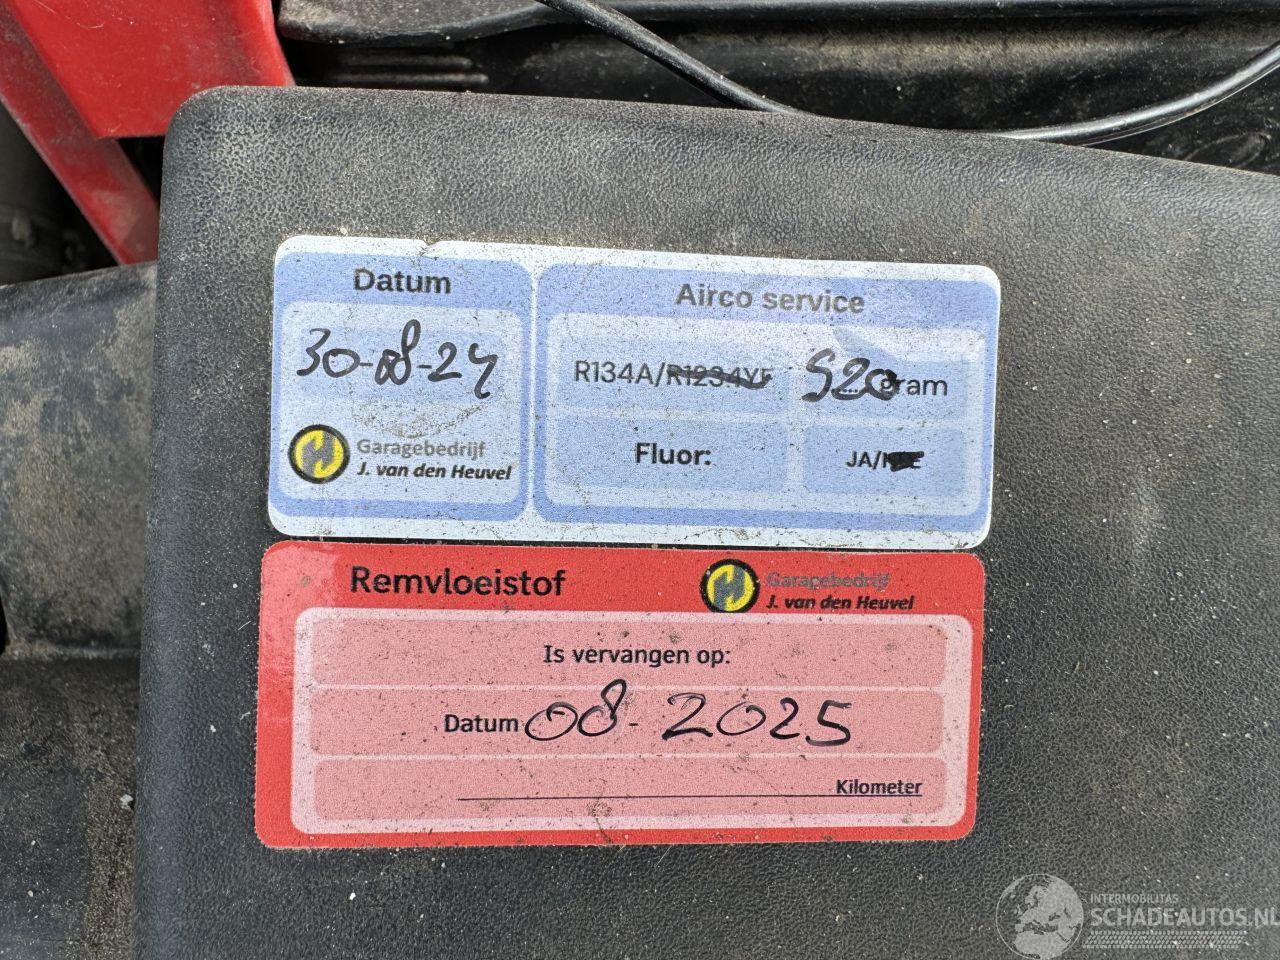 Datum
30-08-24
Garagebedrijf
J. van den Heuvel
Airco service
R134A/R1234YF 520 gram
Fluor: JA/NEE
Remvloeistof
Garagebedrijf
J. van den Heuvel
Is vervangen op:
Datum 08-2025
Kilometer
INTERMOBILITAS
SCHADEAUTOS.NL